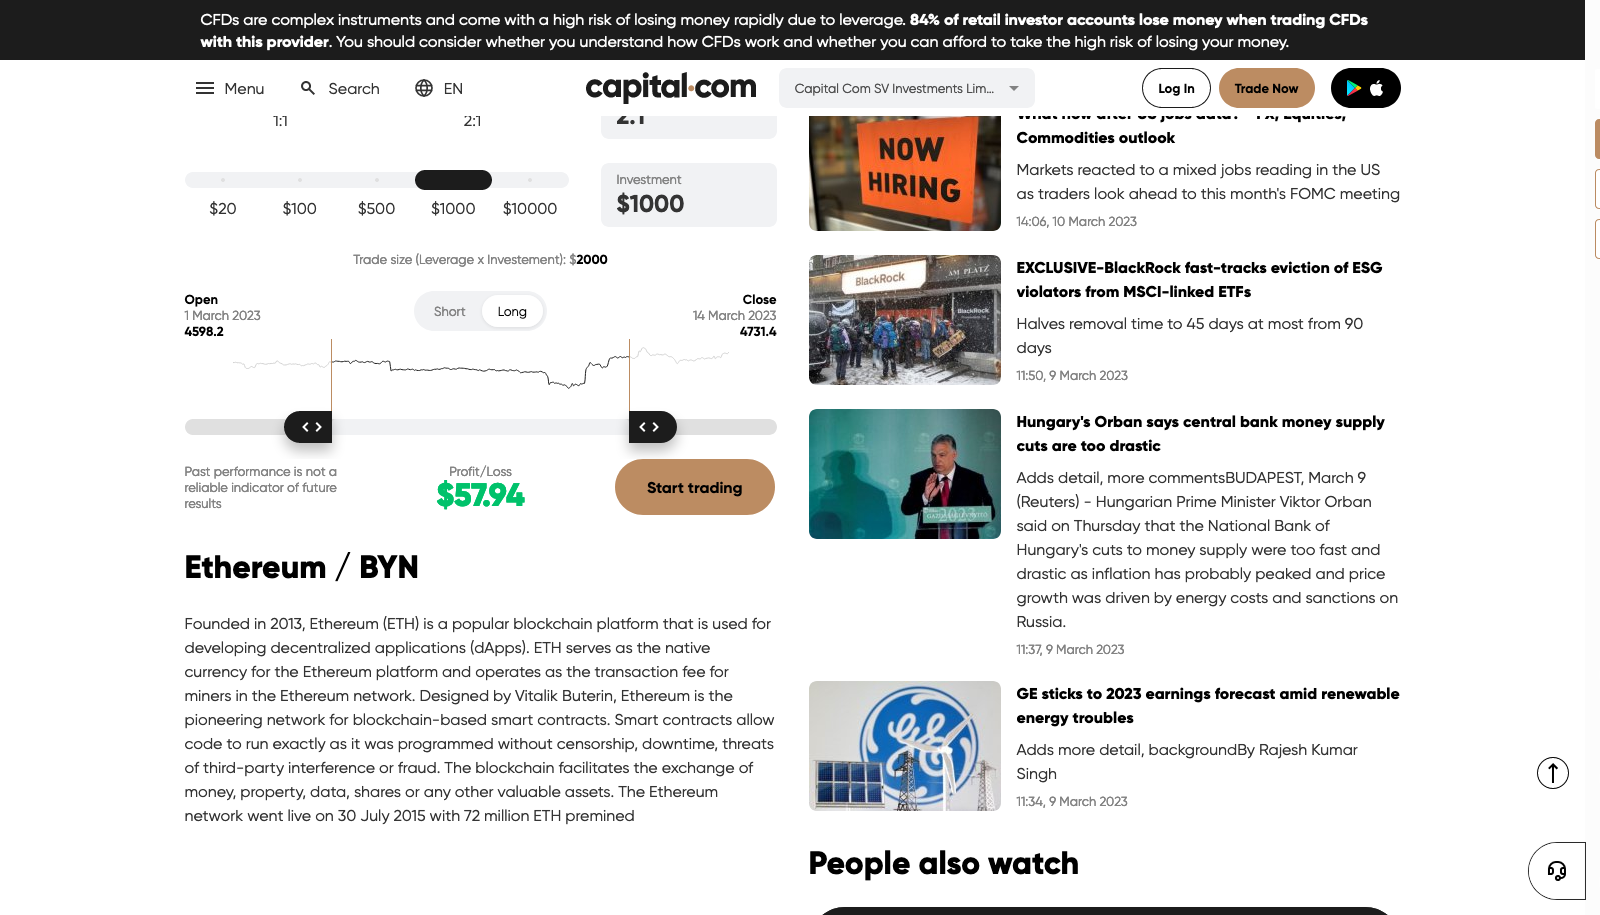 CFDs are complex instruments and come with a high risk of losing money rapidly due to leverage. 84% of retail investor accounts lose money when trading CFDs
with this provider. You should consider whether you understand how CFDs work and whether you can afford to take the high risk of losing your money.
Menu Search EN capital.com Capital Com SV Investments Lim... Log In Trade Now
1:1 2:1 2:1
Investment
$1000
$20 $100 $500 $1000 $10000
Trade size (Leverage x Investement): $2000
Open
1 March 2023
4598.2
Short Long
Close
14 March 2023
4731.4
Past performance is not a
reliable indicator of future
results
Profit/Loss
$57.94
Start trading
Ethereum / BYN
Founded in 2013, Ethereum (ETH) is a popular blockchain platform that is used for
developing decentralized applications (dApps). ETH serves as the native
currency for the Ethereum platform and operates as the transaction fee for
miners in the Ethereum network. Designed by Vitalik Buterin, Ethereum is the
pioneering network for blockchain-based smart contracts. Smart contracts allow
code to run exactly as it was programmed without censorship, downtime, threats
of third-party interference or fraud. The blockchain facilitates the exchange of
money, property, data, shares or any other valuable assets. The Ethereum
network went live on 30 July 2015 with 72 million ETH premined
NOW
HIRING
What now after US jobs data? - FX, Equities,
Commodities outlook
Markets reacted to a mixed jobs reading in the US
as traders look ahead to this month's FOMC meeting
14:06, 10 March 2023
BlackRock
AM PLATZ
BlackRock
EXCLUSIVE-BlackRock fast-tracks eviction of ESG
violators from MSCI-linked ETFs
Halves removal time to 45 days at most from 90
days
11:50, 9 March 2023
2023
Hungary's Orban says central bank money supply
cuts are too drastic
Adds detail, more commentsBUDAPEST, March 9
(Reuters) - Hungarian Prime Minister Viktor Orban
said on Thursday that the National Bank of
Hungary's cuts to money supply were too fast and
drastic as inflation has probably peaked and price
growth was driven by energy costs and sanctions on
Russia.
11:37, 9 March 2023
GE sticks to 2023 earnings forecast amid renewable
energy troubles
Adds more detail, backgroundBy Rajesh Kumar
Singh
11:34, 9 March 2023
People also watch